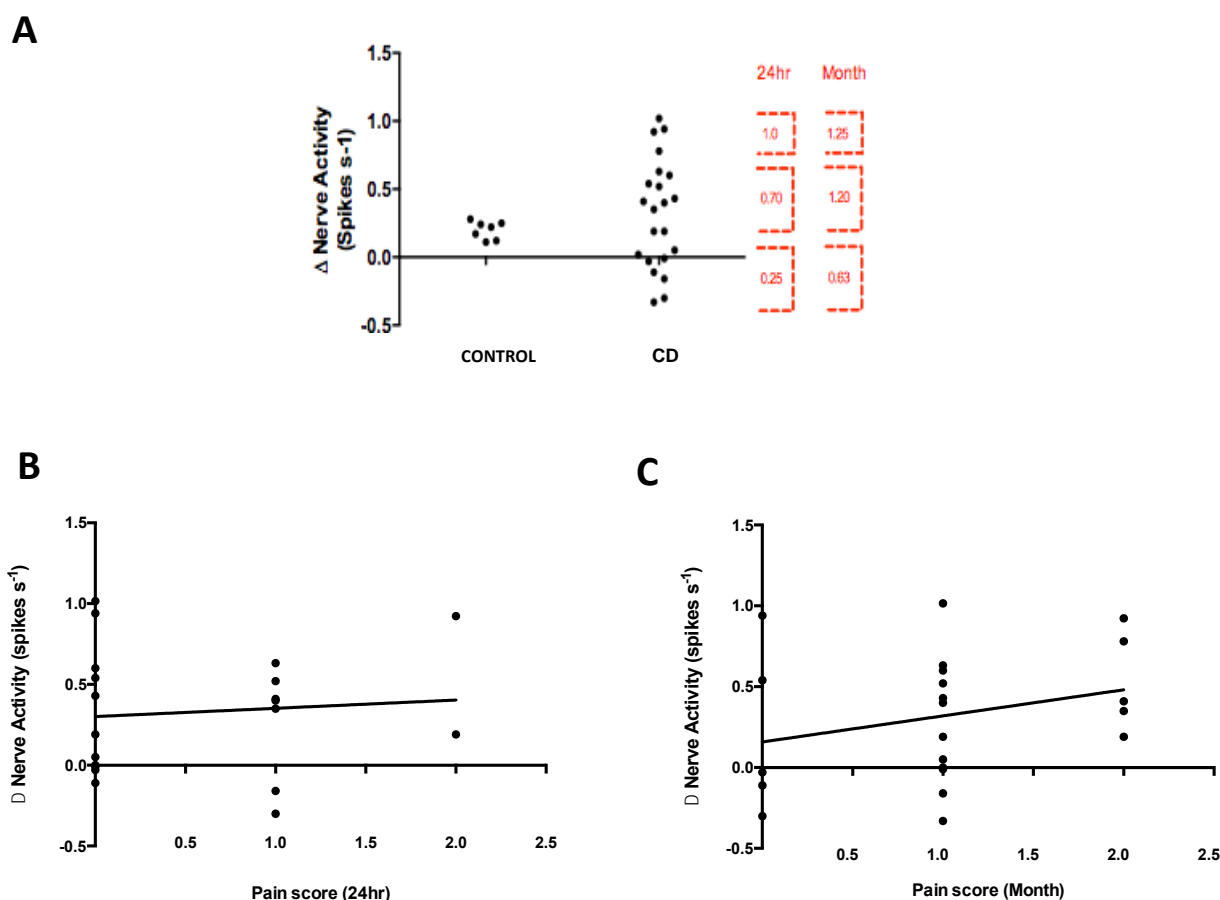 A
1.5
1.0
0.5
0.0
-0.5
Δ Nerve Activity
(Spikes s-1)
CONTROL
CD
24hr Month
1.0 1.25
0.70 1.20
0.25 0.63
B
1.5
1.0
0.5
0.0
-0.5
D Nerve Activity (spikes s⁻¹)
0.5 1.0 1.5 2.0 2.5
Pain score (24hr)
C
1.5
1.0
0.5
0.0
-0.5
D Nerve Activity (spikes s⁻¹)
0.5 1.0 1.5 2.0 2.5
Pain score (Month)